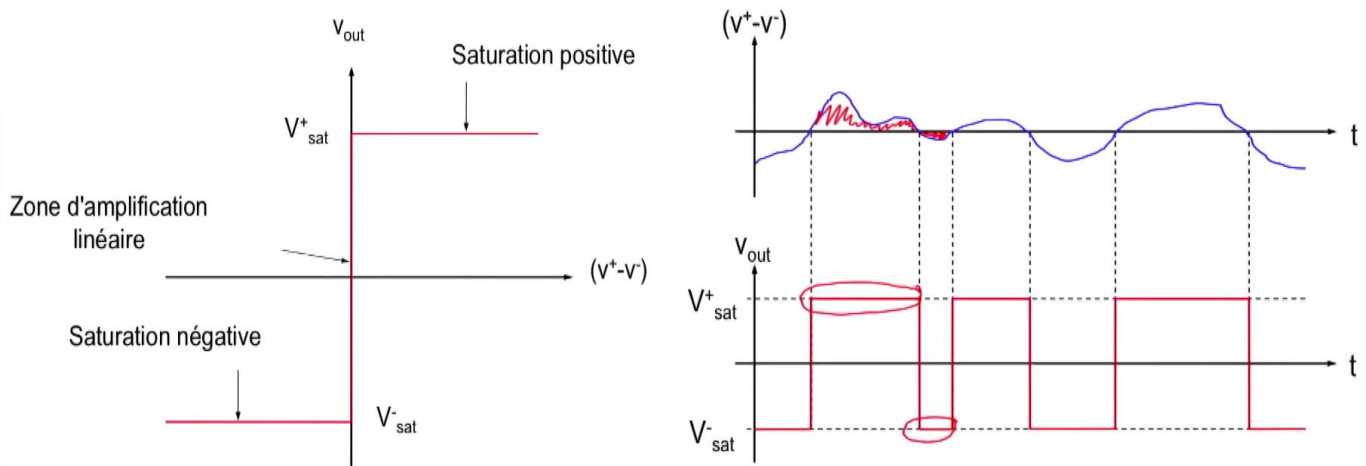 v_out
Saturation positive
V⁺_sat
Zone d'amplification
linéaire
(v⁺-v⁻)
Saturation négative
V⁻_sat
(v⁺-v⁻)
t
v_out
V⁺_sat
t
V⁻_sat